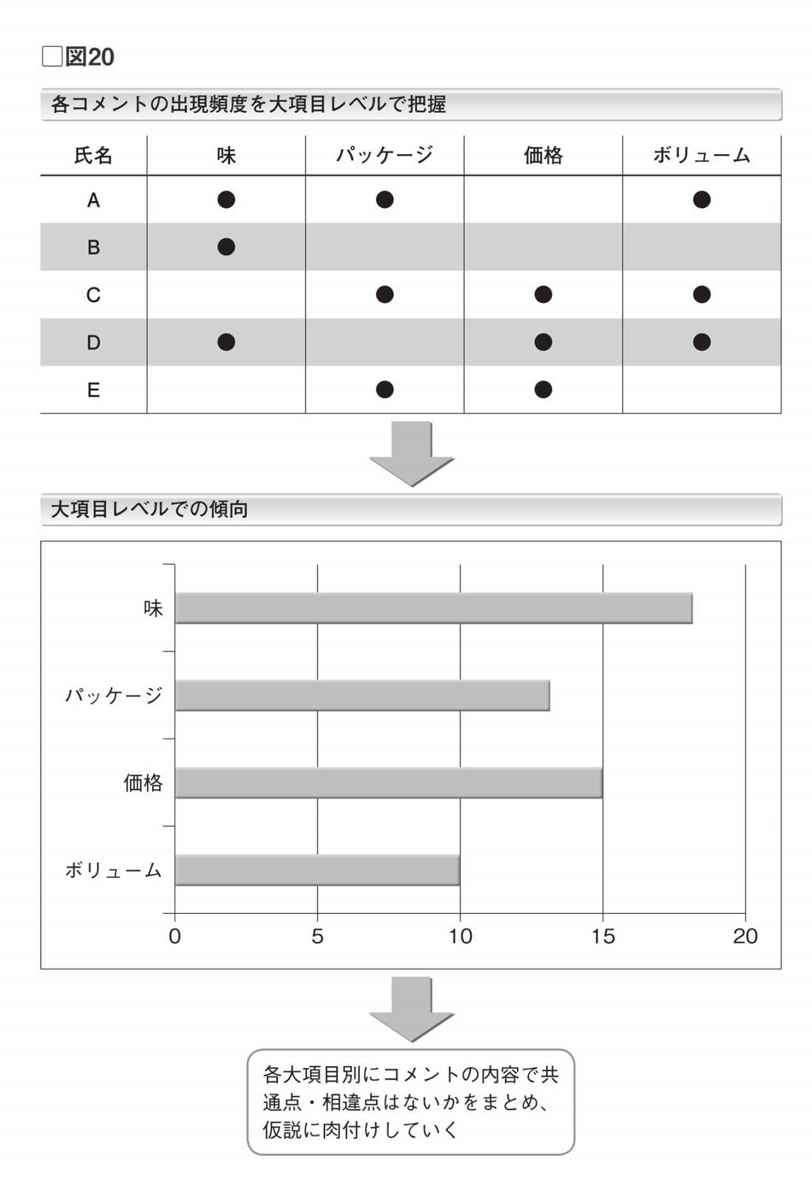 □図20
各コメントの出現頻度を大項目レベルで把握
氏名 味 パッケージ 価格 ボリューム
A ● ● ●
B ●
C ● ● ●
D ● ● ●
E ● ●
大項目レベルでの傾向
味
パッケージ
価格
ボリューム
0 5 10 15 20
各大項目別にコメントの内容で共
通点・相違点はないかをまとめ、
仮説に肉付けしていく